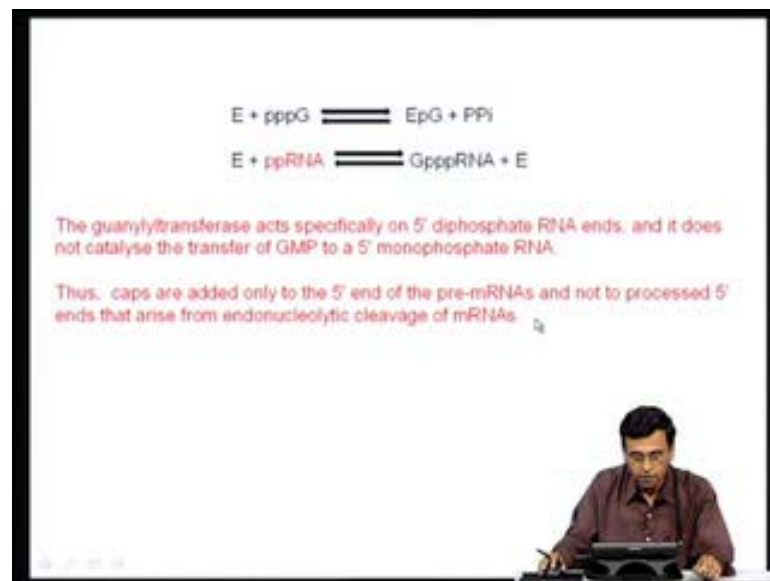 E + pppG ⇌ EpG + PPi
E + ppRNA ⇌ GpppRNA + E
The guanylyltransferase acts specifically on 5' diphosphate RNA ends, and it does
not catalyse the transfer of GMP to a 5' monophosphate RNA.
Thus, caps are added only to the 5' end of the pre-mRNAs and not to processed 5'
ends that arise from endonucleolytic cleavage of mRNAs.